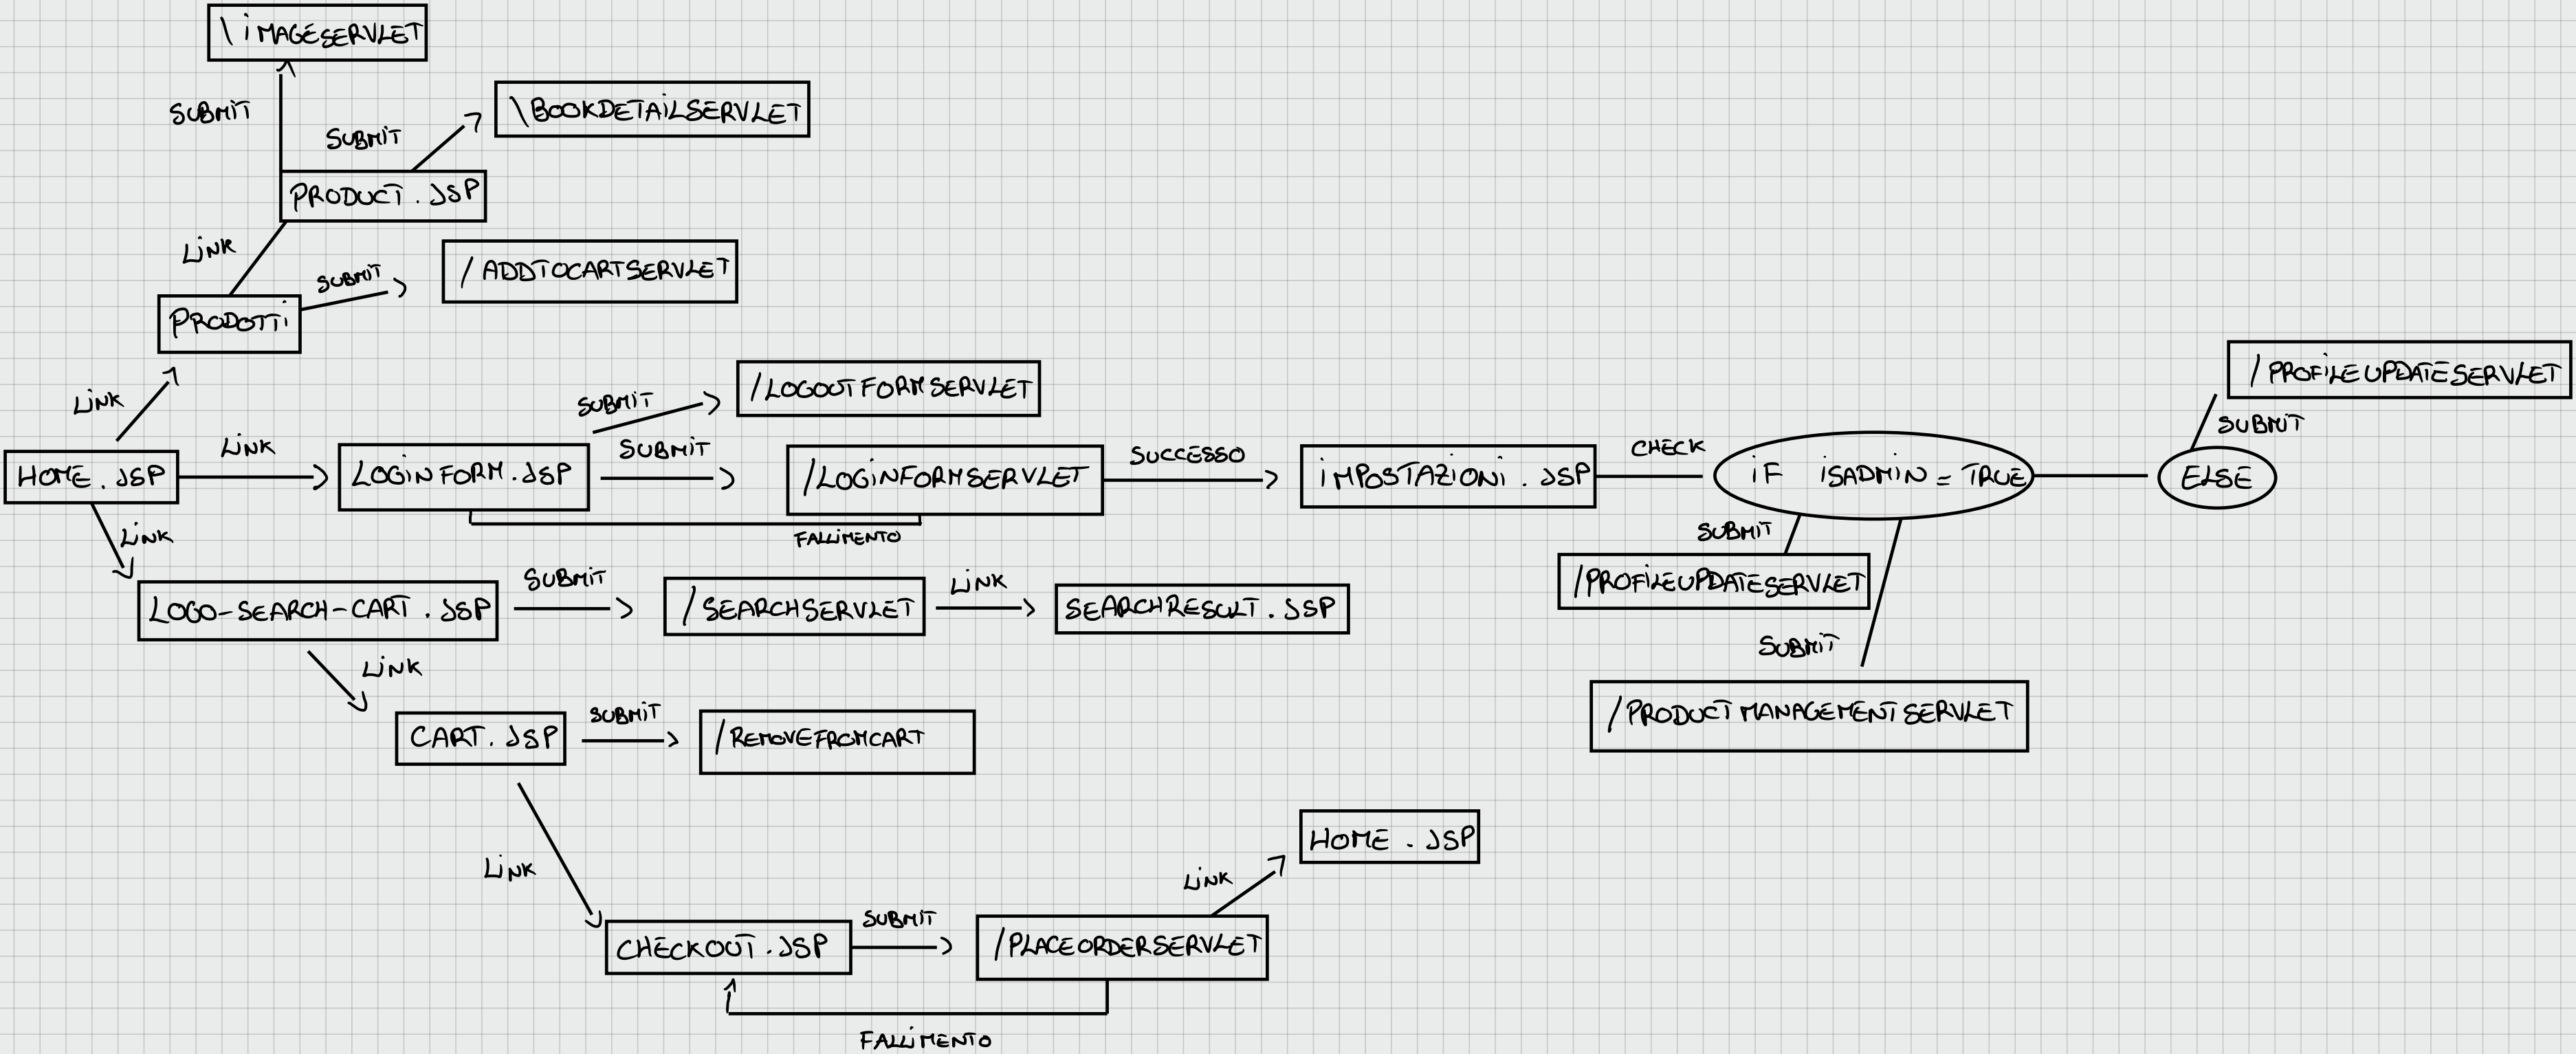 \IMAGESERVLET
SUBMIT
\BOOKDETAILSERVLET
SUBMIT
PRODUCT.JSP
LINK
/ADDTOCARTSERVLET
SUBMIT
PRODOTTI
LINK
/LOGOUTFORMSERVLET
SUBMIT
HOME.JSP
LINK
LOGINFORM.JSP
SUBMIT
/LOGINFORMSERVLET
SUCCESSO
IMPOSTAZIONI.JSP
CHECK
IF ISADMIN = TRUE
ELSE
SUBMIT
/PROFILEUPDATESERVLET
FALLIMENTO
SUBMIT
/PROFILEUPDATESERVLET
SUBMIT
/PRODUCTMANAGEMENTSERVLET
LINK
LOGO-SEARCH-CART.JSP
SUBMIT
/SEARCHSERVLET
LINK
SEARCHRESULT.JSP
LINK
CART.JSP
SUBMIT
/REMOVEFROMCART
LINK
CHECKOUT.JSP
SUBMIT
/PLACEORDERSERVLET
LINK
HOME.JSP
FALLIMENTO